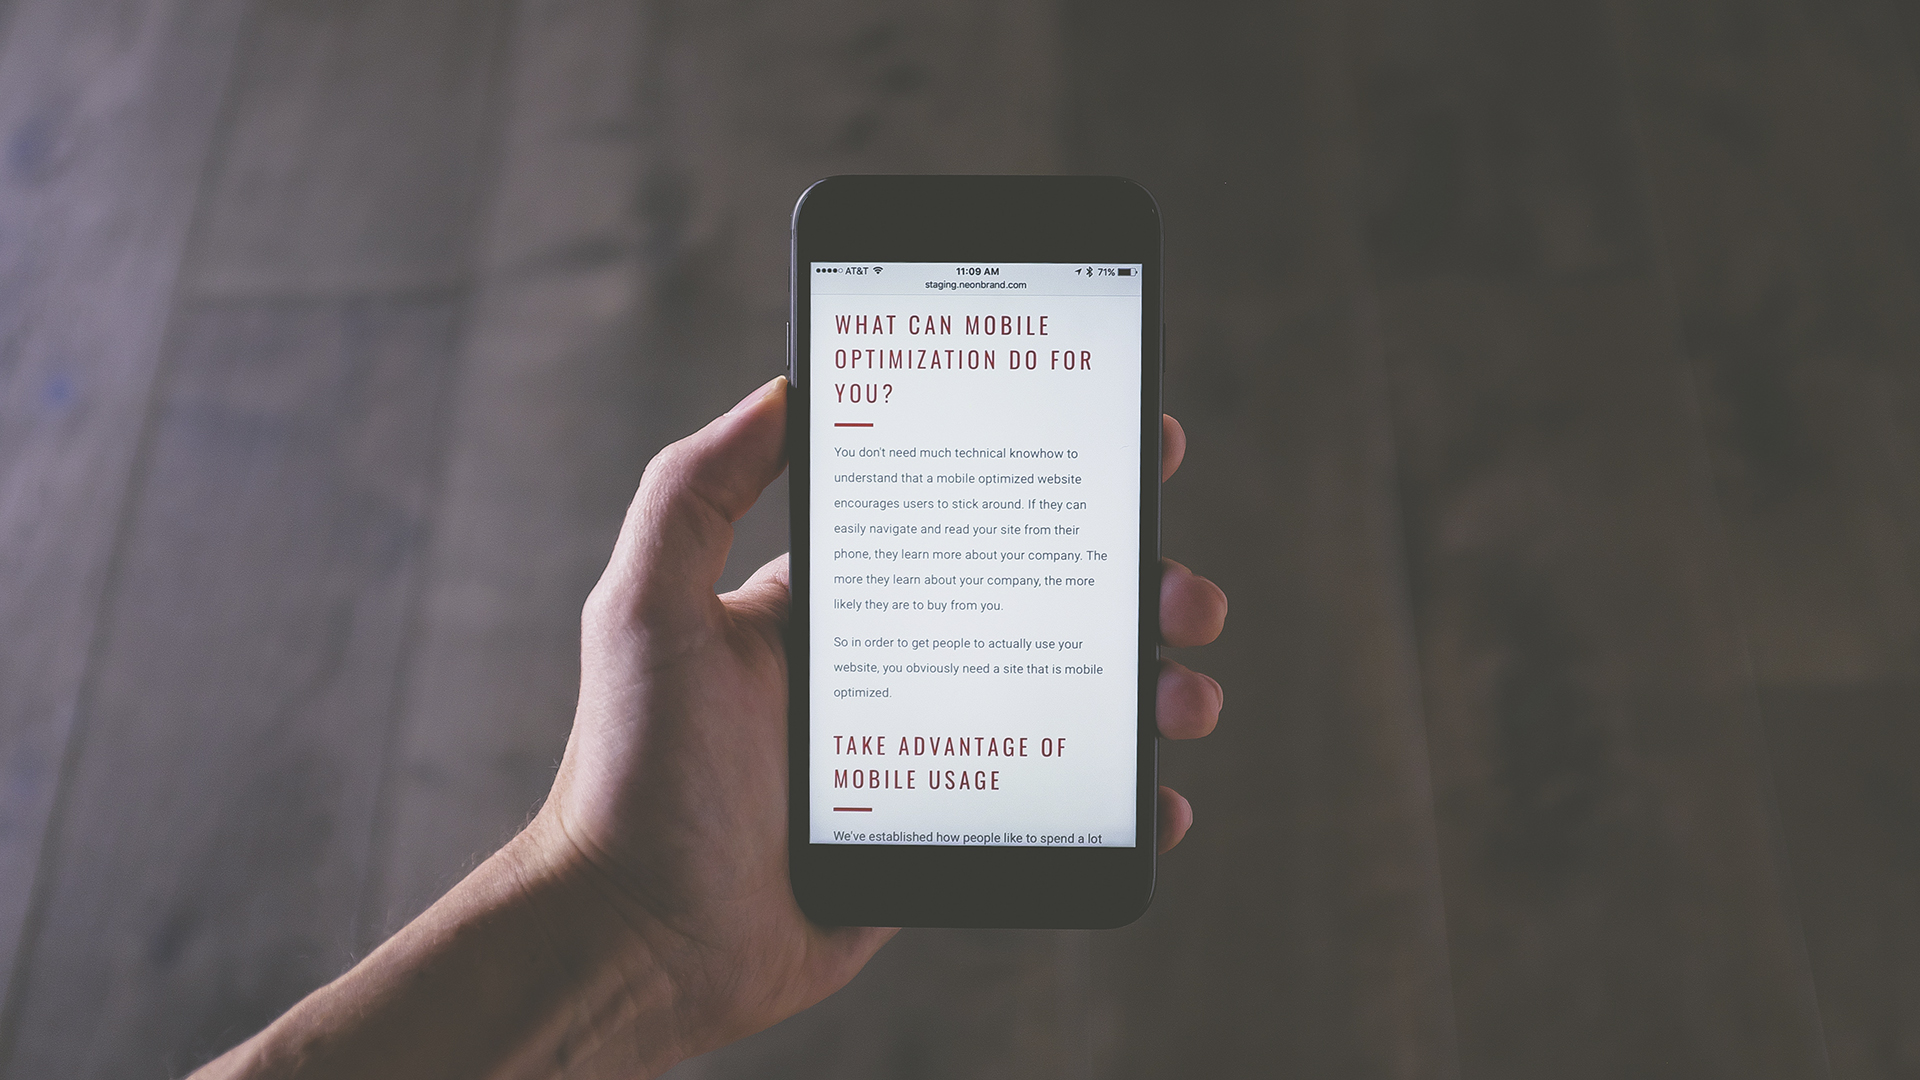 AT&T 11:09 AM 71%
staging.neonbrand.com
WHAT CAN MOBILE
OPTIMIZATION DO FOR
YOU?
You don't need much technical knowhow to
understand that a mobile optimized website
encourages users to stick around. If they can
easily navigate and read your site from their
phone, they learn more about your company. The
more they learn about your company, the more
likely they are to buy from you.
So in order to get people to actually use your
website, you obviously need a site that is mobile
optimized.
TAKE ADVANTAGE OF
MOBILE USAGE
We've established how people like to spend a lot